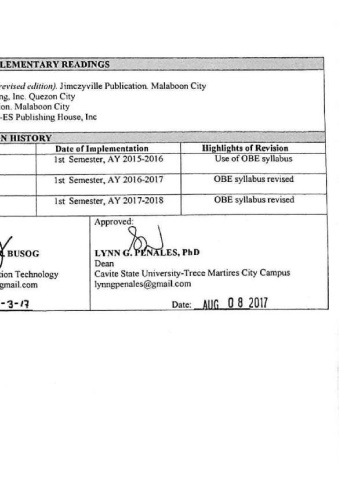 LEMENTARY READINGS
revised edition). Jimczyville Publication. Malaboon City
ng, Inc. Quezon City
on. Malaboon City
-ES Publishing House, Inc
N HISTORY
Date of Implementation Highlights of Revision
1st Semester, AY 2015-2016 Use of OBE syllabus
1st Semester, AY 2016-2017 OBE syllabus revised
1st Semester, AY 2017-2018 OBE syllabus revised
Approved:
BUSOG LYNN G. PENALES, PhD
Dean
tion Technology Cavite State University-Trece Martires City Campus
gmail.com lynngpenales@gmail.com
-3-17 Date: AUG 08 2017